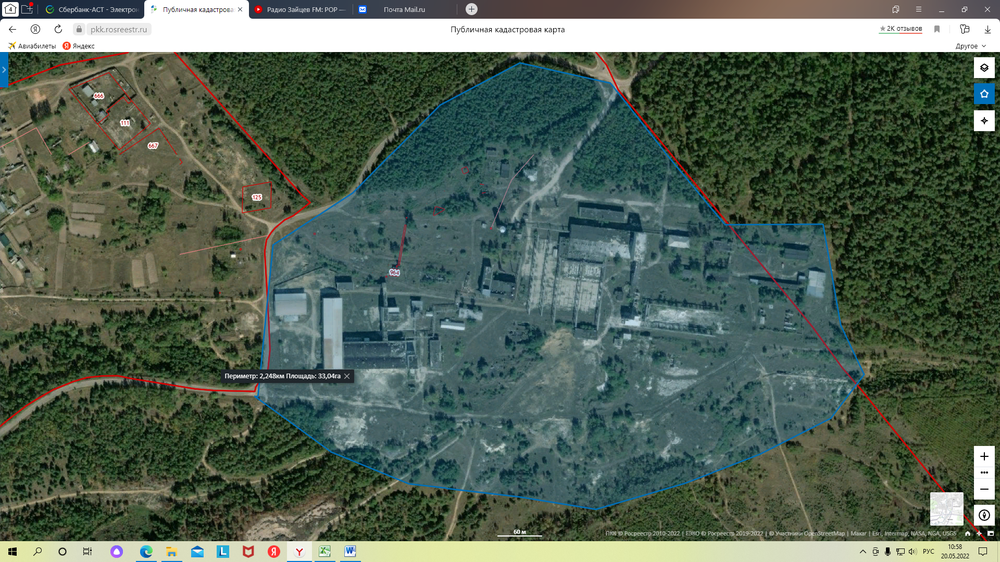 4
Сбербанк-АСТ - Электрон
Публичная кадастрова
Радио Зайцев FM: POP —
Почта Mail.ru
pkk.rosreestr.ru
Публичная кадастровая карта
2К отзывов
Авиабилеты
Яндекс
Другое
666
111
667
125
964
Периметр: 2,248км Площадь: 33,04га
60 м
ПКК © Росреестр 2010-2022 | ЕЭКО © Росреестр 2019-2022 | © Участники OpenStreetMap | Maxar | Esri, Intermap, NASA, NGA, USGS
РУС
10:58
20.05.2022